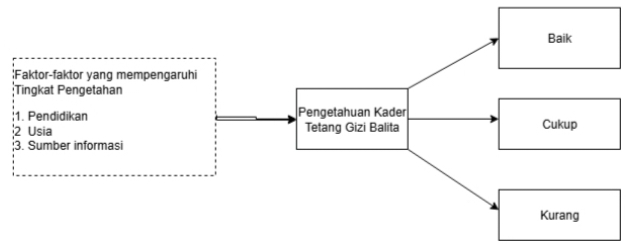 Faktor-faktor yang mempengaruhi
Tingkat Pengetahan
1. Pendidikan
2 Usia
3. Sumber informasi
Pengetahuan Kader
Tetang Gizi Balita
Baik
Cukup
Kurang